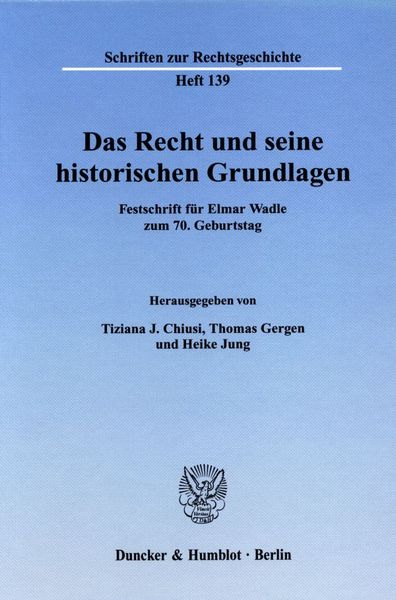 Schriften zur Rechtsgeschichte
Heft 139
Das Recht und seine
historischen Grundlagen
Festschrift für Elmar Wadle
zum 70. Geburtstag
Herausgegeben von
Tiziana J. Chiusi, Thomas Gergen
und Heike Jung
Duncker & Humblot · Berlin